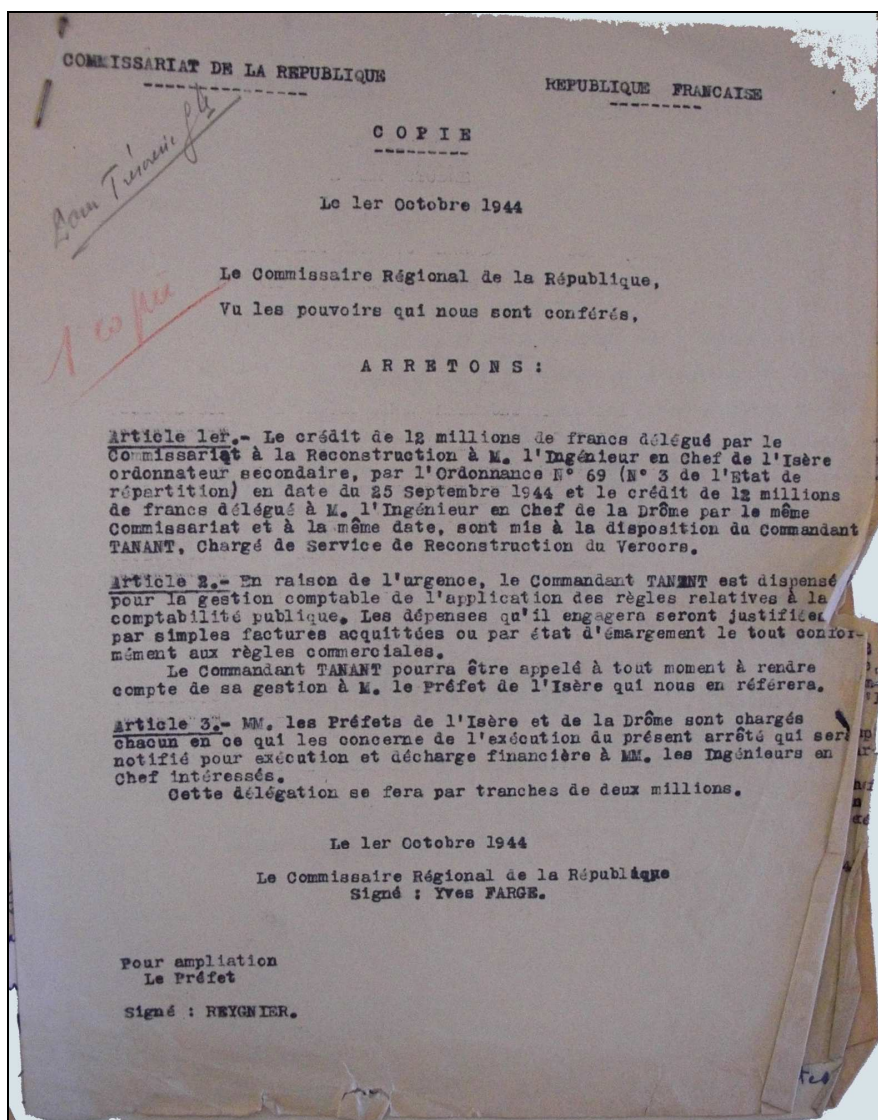 COMMISSARIAT DE LA REPUBLIQUE
REPUBLIQUE FRANCAISE
COPIE
Le 1er Octobre 1944
1 copie
Le Commissaire Régional de la République,
Vu les pouvoirs qui nous sont conférés,
ARRETONS :
Article 1er.- Le crédit de 12 millions de francs délégué par le
Commissariat à la Reconstruction à M. l'Ingénieur en Chef de l'Isère
ordonnateur secondaire, par l'Ordonnance N° 69 (N° 3 de l'Etat de
répartition) en date du 25 Septembre 1944 et le crédit de 12 millions
de francs délégué à M. l'Ingénieur en Chef de la Drôme par le même
Commissariat et à la même date, sont mis à la disposition du Commandant
TANANT, Chargé de Service de Reconstruction du Vercors.
Article 2.- En raison de l'urgence, le Commandant TANANT est dispensé
pour la gestion comptable de l'application des règles relatives à la
comptabilité publique. Les dépenses qu'il engagera seront justifiées
par simples factures acquittées ou par état d'émargement le tout confor-
mément aux règles commerciales.
Le Commandant TANANT pourra être appelé à tout moment à rendre
compte de sa gestion à M. le Préfet de l'Isère qui nous en référera.
Article 3.- MM. les Préfets de l'Isère et de la Drôme sont chargés
chacun en ce qui les concerne de l'exécution du présent arrêté qui sera
notifié pour exécution et décharge financière à MM. les Ingénieurs en
Chef intéressés.
Cette délégation se fera par tranches de deux millions.
Le 1er Octobre 1944
Le Commissaire Régional de la République
Signé : Yves FARGE.
Pour ampliation
Le Préfet
Signé : REYGNIER.